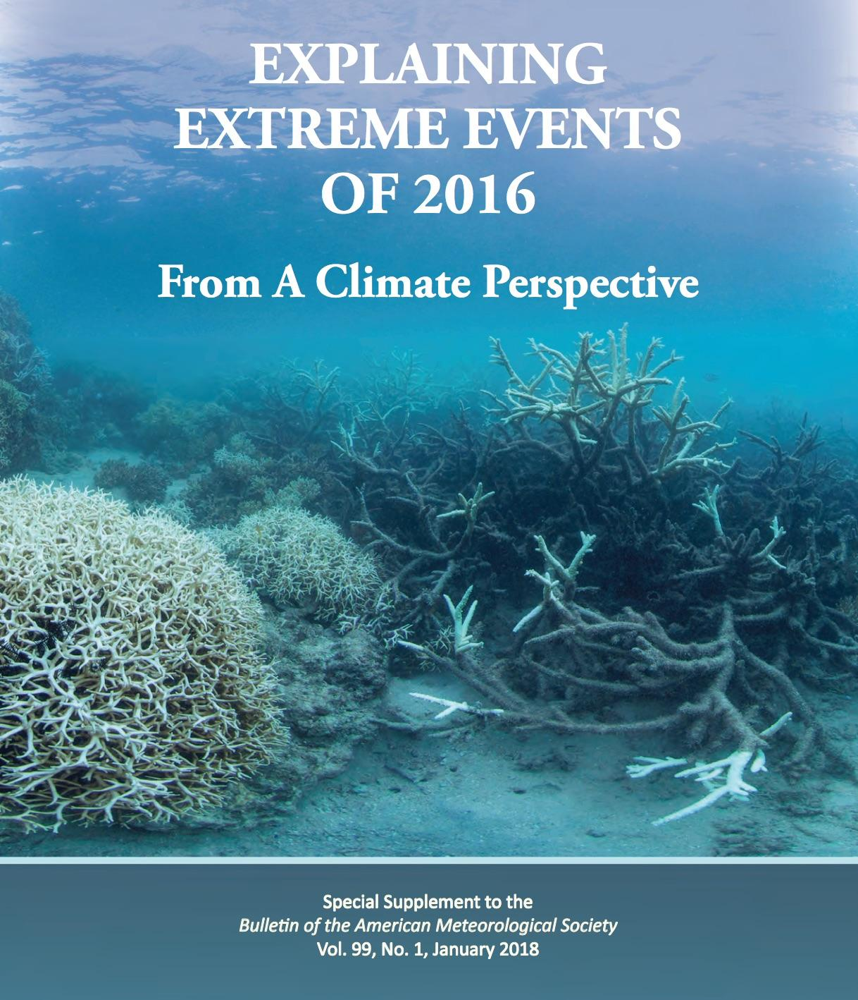 EXPLAINING
EXTREME EVENTS
OF 2016
From A Climate Perspective
Special Supplement to the
Bulletin of the American Meteorological Society
Vol. 99, No. 1, January 2018